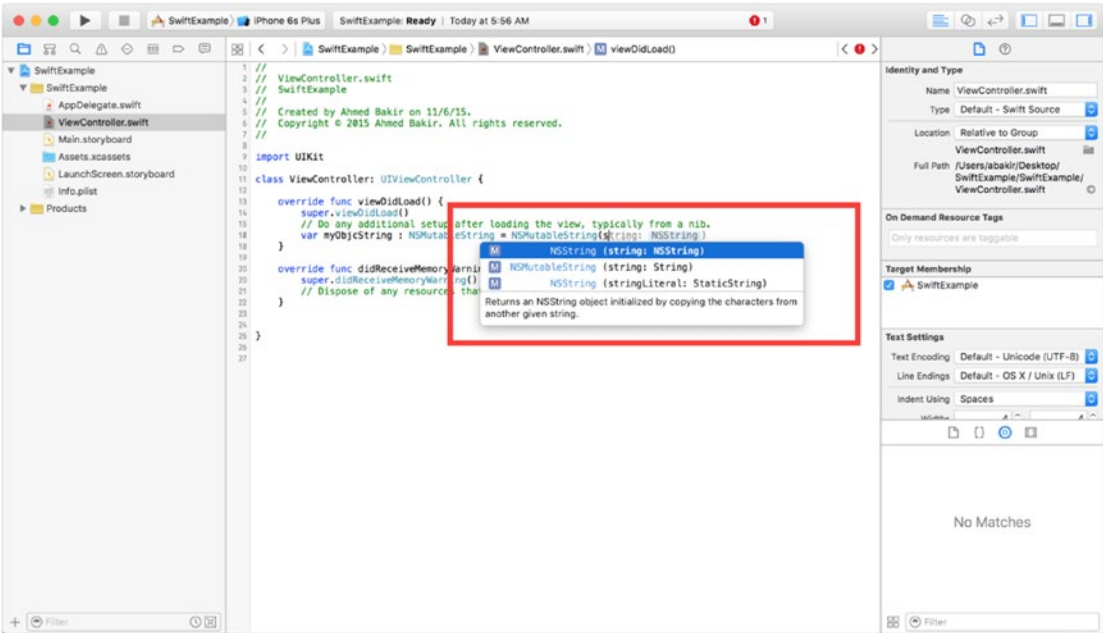 SwiftExample
iPhone 6s Plus
SwiftExample: Ready | Today at 5:56 AM
1
SwiftExample
SwiftExample
AppDelegate.swift
ViewController.swift
Main.storyboard
Assets.xcassets
LaunchScreen.storyboard
Info.plist
Products
Filter
SwiftExample
SwiftExample
ViewController.swift
M viewDidLoad()
1 //
2 // ViewController.swift
3 // SwiftExample
4 //
5 // Created by Ahmed Bakir on 11/6/15.
6 // Copyright © 2015 Ahmed Bakir. All rights reserved.
7 //
8
9 import UIKit
10
11 class ViewController: UIViewController {
12
13 override func viewDidLoad() {
14 super.viewDidLoad()
15 // Do any additional setup after loading the view, typically from a nib.
var myObjcString : NSMutableString = NSMutableString(string: NSString)
}
19
20 override func didReceiveMemoryWarni
super.didReceiveMemoryWarning()
21 // Dispose of any resources tha
22 }
23
24
25 }
26
27
M NSString (string: NSString)
M NSMutableString (string: String)
M NSString (stringLiteral: StaticString)
Returns an NSString object initialized by copying the characters from
another given string.
Identity and Type
Name ViewController.swift
Type Default - Swift Source
Location Relative to Group
ViewController.swift
Full Path /Users/abakir/Desktop/
SwiftExample/SwiftExample/
ViewController.swift
On Demand Resource Tags
Only resources are taggable
Target Membership
SwiftExample
Text Settings
Text Encoding Default - Unicode (UTF-8)
Line Endings Default - OS X / Unix (LF)
Indent Using Spaces
No Matches
Filter